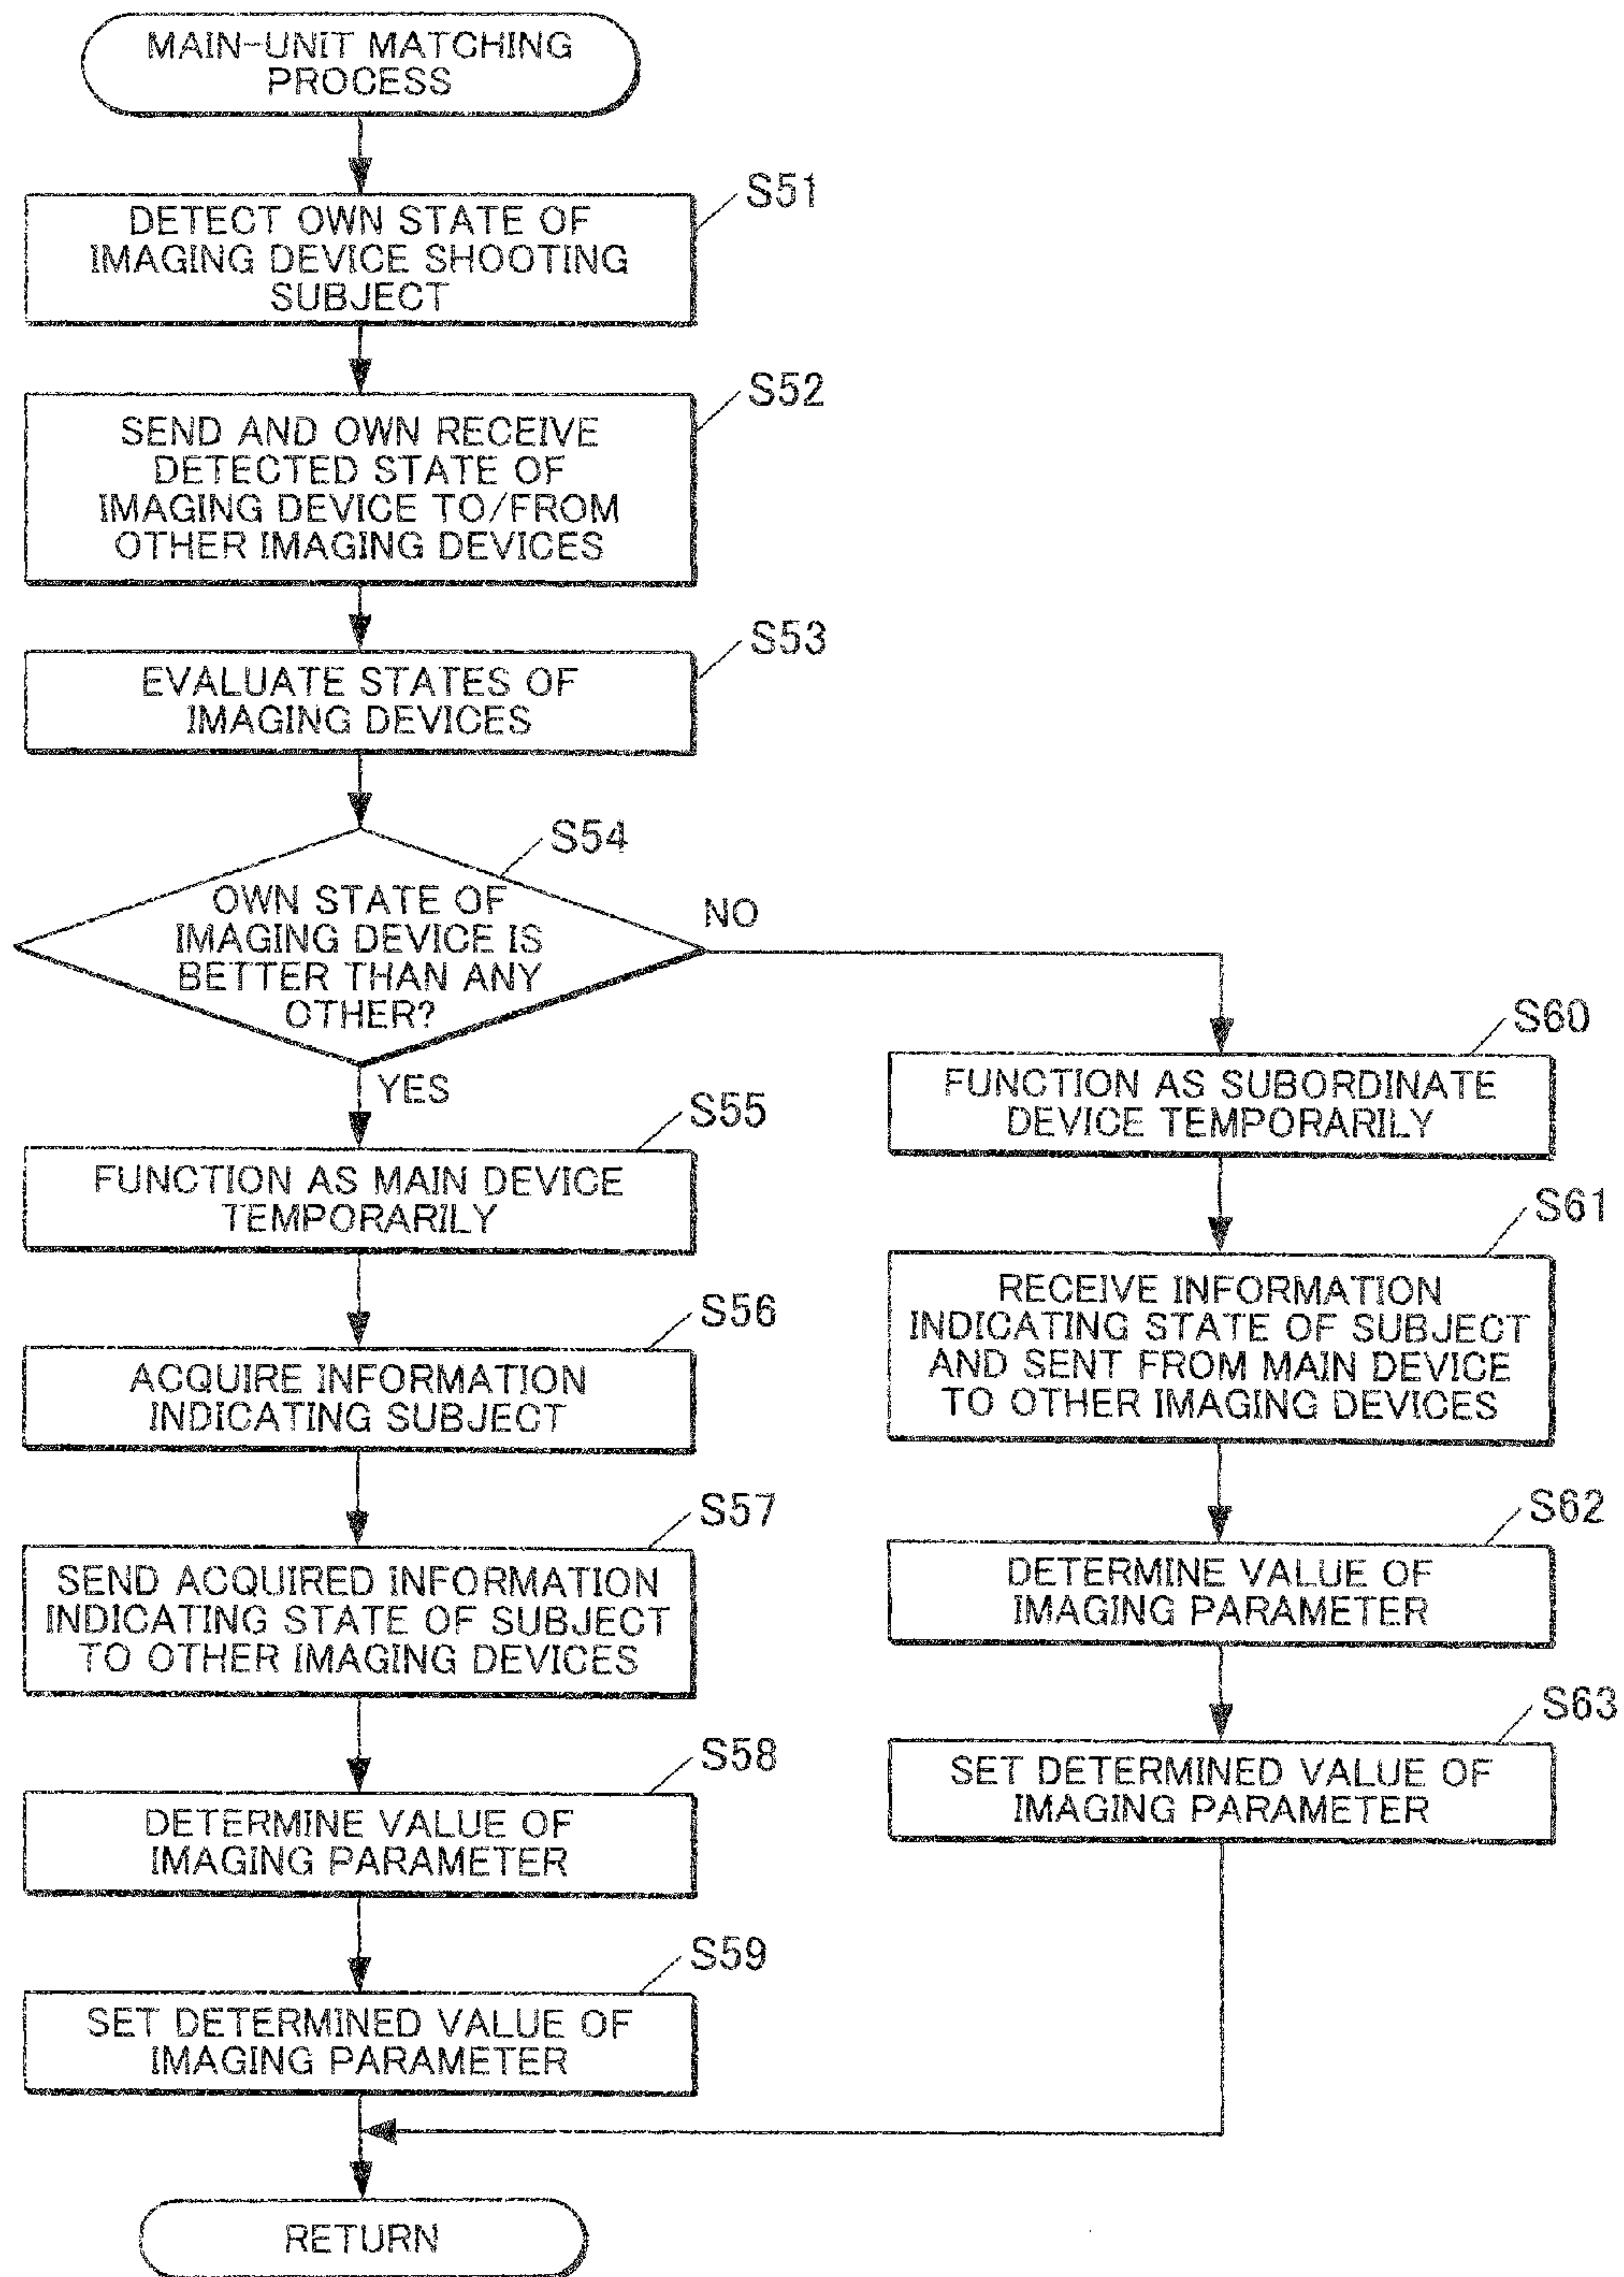 MAIN-UNIT MATCHING
PROCESS
S51
DETECT OWN STATE OF
IMAGING DEVICE SHOOTING
SUBJECT
S52
SEND AND OWN RECEIVE
DETECTED STATE OF
IMAGING DEVICE TO/FROM
OTHER IMAGING DEVICES
S53
EVALUATE STATES OF
IMAGING DEVICES
S54
OWN STATE OF
IMAGING DEVICE IS
BETTER THAN ANY
OTHER?
NO
YES
S55
FUNCTION AS MAIN DEVICE
TEMPORARILY
S56
ACQUIRE INFORMATION
INDICATING SUBJECT
S57
SEND ACQUIRED INFORMATION
INDICATING STATE OF SUBJECT
TO OTHER IMAGING DEVICES
S58
DETERMINE VALUE OF
IMAGING PARAMETER
S59
SET DETERMINED VALUE OF
IMAGING PARAMETER
S60
FUNCTION AS SUBORDINATE
DEVICE TEMPORARILY
S61
RECEIVE INFORMATION
INDICATING STATE OF SUBJECT
AND SENT FROM MAIN DEVICE
TO OTHER IMAGING DEVICES
S62
DETERMINE VALUE OF
IMAGING PARAMETER
S63
SET DETERMINED VALUE OF
IMAGING PARAMETER
RETURN